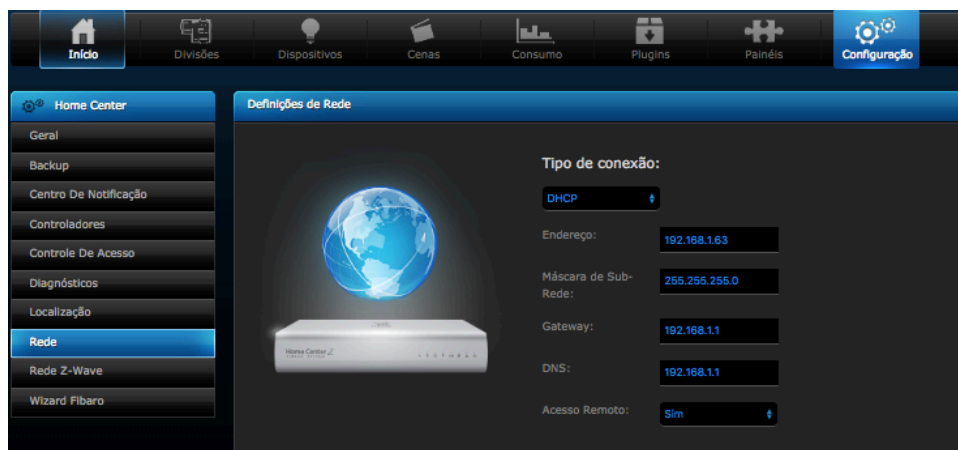 Início
Divisões
Dispositivos
Cenas
Consumo
Plugins
Painéis
Configuração
Home Center
Geral
Backup
Centro De Notificação
Controladores
Controle De Acesso
Diagnósticos
Localização
Rede
Rede Z-Wave
Wizard Fibaro
Definições de Rede
Home Center 2
Tipo de conexão:
DHCP
Endereço: 192.168.1.63
Máscara de Sub- 255.255.255.0
Rede:
Gateway: 192.168.1.1
DNS: 192.168.1.1
Acesso Remoto: Sim